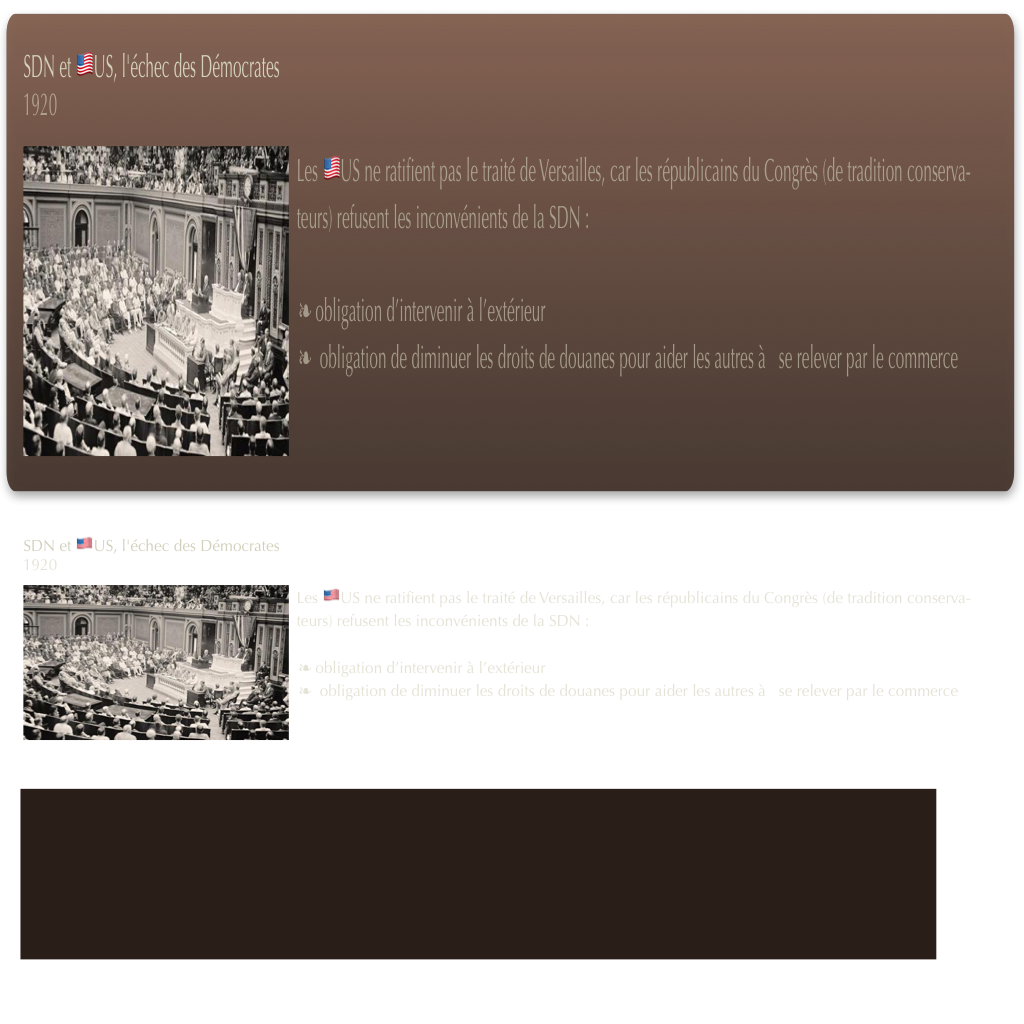 SDN et 🇺🇸US, l'échec des Démocrates
1920
Les 🇺🇸US ne ratifient pas le traité de Versailles, car les républicains du Congrès (de tradition conserva-
teurs) refusent les inconvénients de la SDN :
❧ obligation d’intervenir à l’extérieur
❧ obligation de diminuer les droits de douanes pour aider les autres à se relever par le commerce
SDN et 🇺🇸US, l'échec des Démocrates
1920
Les 🇺🇸US ne ratifient pas le traité de Versailles, car les républicains du Congrès (de tradition conserva-
teurs) refusent les inconvénients de la SDN :
❧ obligation d’intervenir à l’extérieur
❧ obligation de diminuer les droits de douanes pour aider les autres à se relever par le commerce